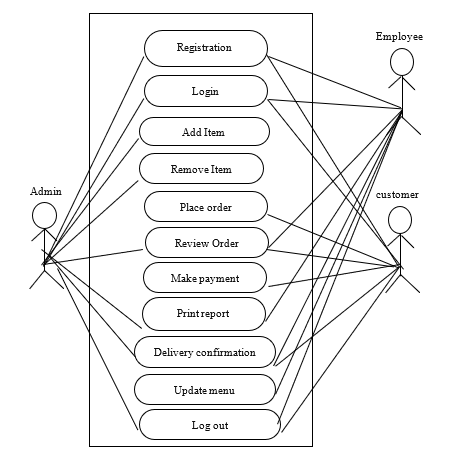 Employee
Registration
Login
Add Item
Remove Item
Admin
customer
Place order
Review Order
Make payment
Print report
Delivery confirmation
Update menu
Log out